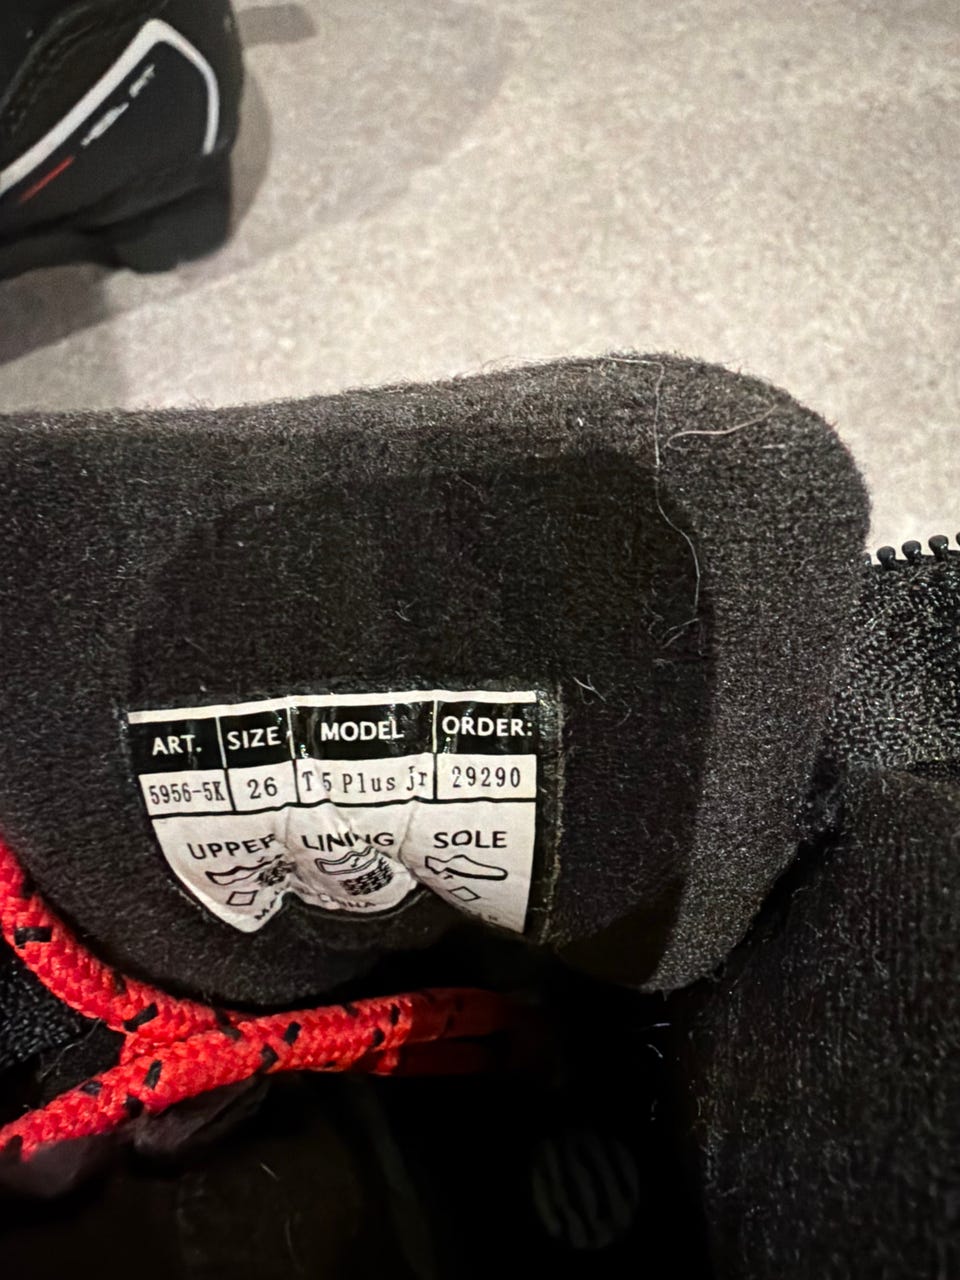 ART. SIZE MODEL ORDER:
5956-5K 26 T5 Plus Jr 29290
UPPER LINING SOLE